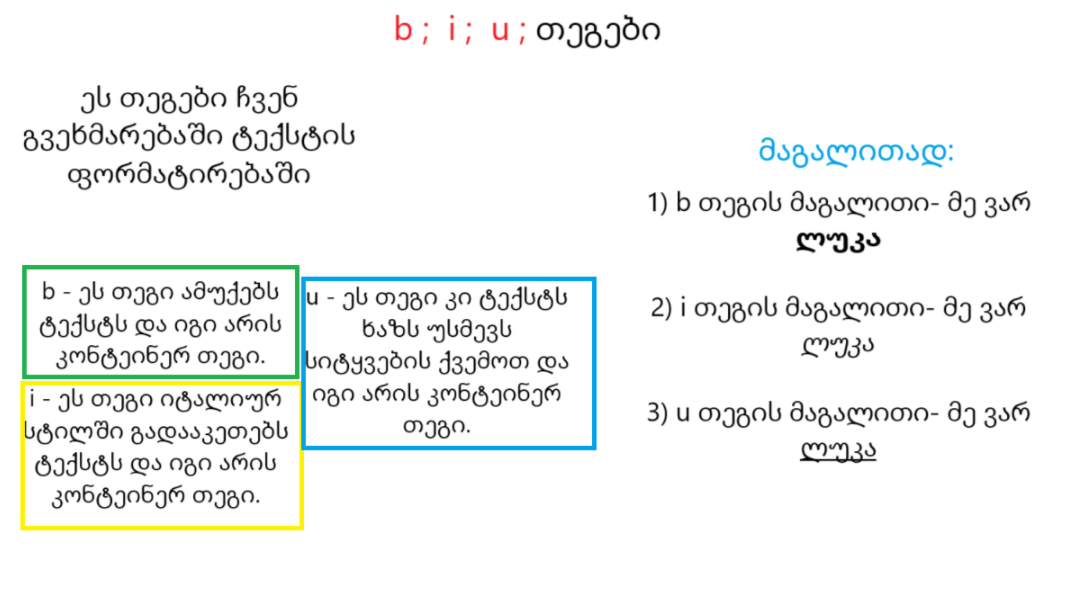 b ; i ; u ; თეგები
ეს თეგები ჩვენ
გვეხმარებაში ტექსტის
ფორმატირებაში
b - ეს თეგი ამუქებს
ტექსტს და იგი არის
კონტეინერ თეგი.
i - ეს თეგი იტალიურ
სტილში გადააკეთებს
ტექსტს და იგი არის
კონტეინერ თეგი.
u - ეს თეგი კი ტექსტს
ხაზს უსმევს
სიტყვების ქვემოთ და
იგი არის კონტეინერ
თეგი.
მაგალითად:
1) b თეგის მაგალითი- მე ვარ
ლუკა
2) i თეგის მაგალითი- მე ვარ
ლუკა
3) u თეგის მაგალითი- მე ვარ
ლუკა